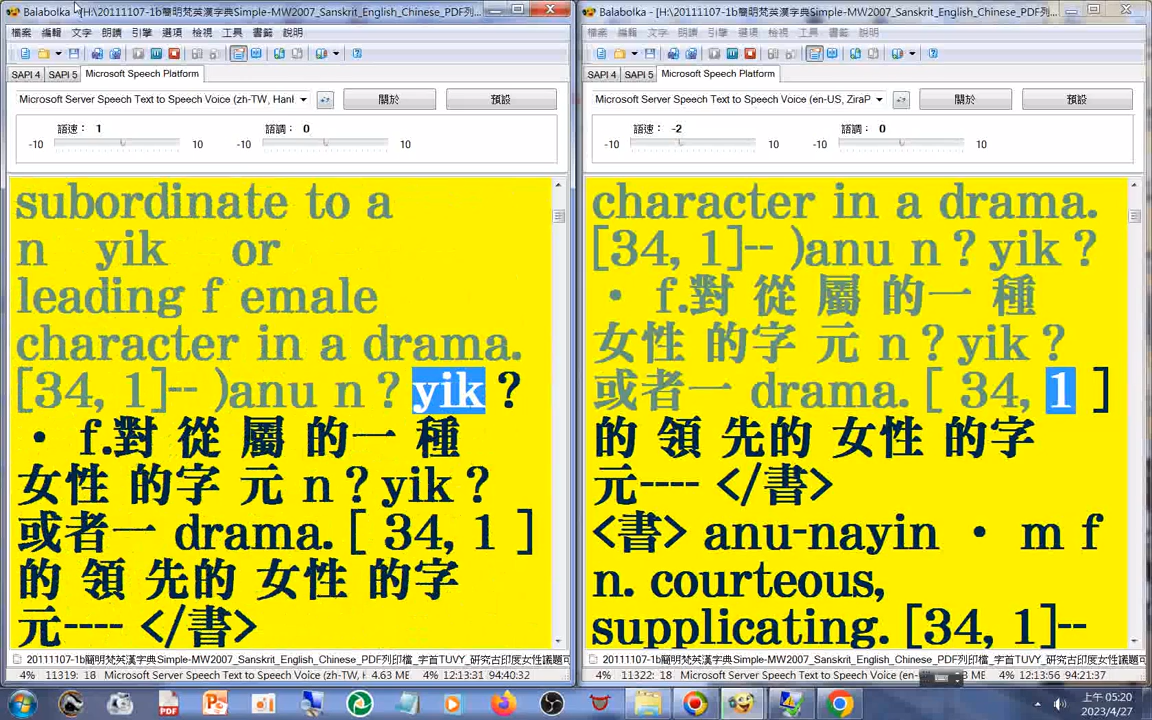 Balabolka - [H:\20111107-1b簡明梵英漢字典Simple-MW2007_Sanskrit_English_Chinese_PDF列...
檔案 編輯 文字 朗讀 引擎 選項 檢視 工具 書籤 說明
SAPI 4 SAPI 5 Microsoft Speech Platform
Microsoft Server Speech Text to Speech Voice (zh-TW, Hanl
關於 預設
語速： 1 語調： 0
-10 10 -10 10
subordinate to a
n yik or
leading f emale
character in a drama.
[34, 1]-- )anu n？yik？
• f.對 從 屬 的一 種
女性 的字 元 n？yik？
或者一 drama. [ 34, 1 ]
的 領 先的 女性 的字
元---- </書>
20111107-1b簡明梵英漢字典Simple-MW2007_Sanskrit_English_Chinese_PDF列印檔_字首TUVY_研究古印度女性議題可
4% 11319: 18 Microsoft Server Speech Text to Speech Voice (zh-TW, H 4.63 MB 4% 12:13:31 94:40:32
Balabolka - [H:\20111107-1b簡明梵英漢字典Simple-MW2007_Sanskrit_English_Chinese_PDF列印...
檔案 編輯 文字 朗讀 引擎 選項 檢視 工具 書籤 說明
SAPI 4 SAPI 5 Microsoft Speech Platform
Microsoft Server Speech Text to Speech Voice (en-US, ZiraP
關於 預設
語速： -2 語調： 0
-10 10 -10 10
character in a drama.
[34, 1]-- )anu n？yik？
• f.對 從 屬 的一 種
女性 的字 元 n？yik？
或者一 drama. [ 34, 1 ]
的 領 先的 女性 的字
元---- </書>
<書> anu-nayin • m f
n. courteous,
supplicating. [34, 1]--
20111107-1b簡明梵英漢字典Simple-MW2007_Sanskrit_English_Chinese_PDF列印檔_字首TUVY_研究古印度女性議題可
4% 11322: 18 Microsoft Server Speech Text to Speech Voice (en-US, Z 4% 12:13:56 94:21:37
上午 05:20
2023/4/27